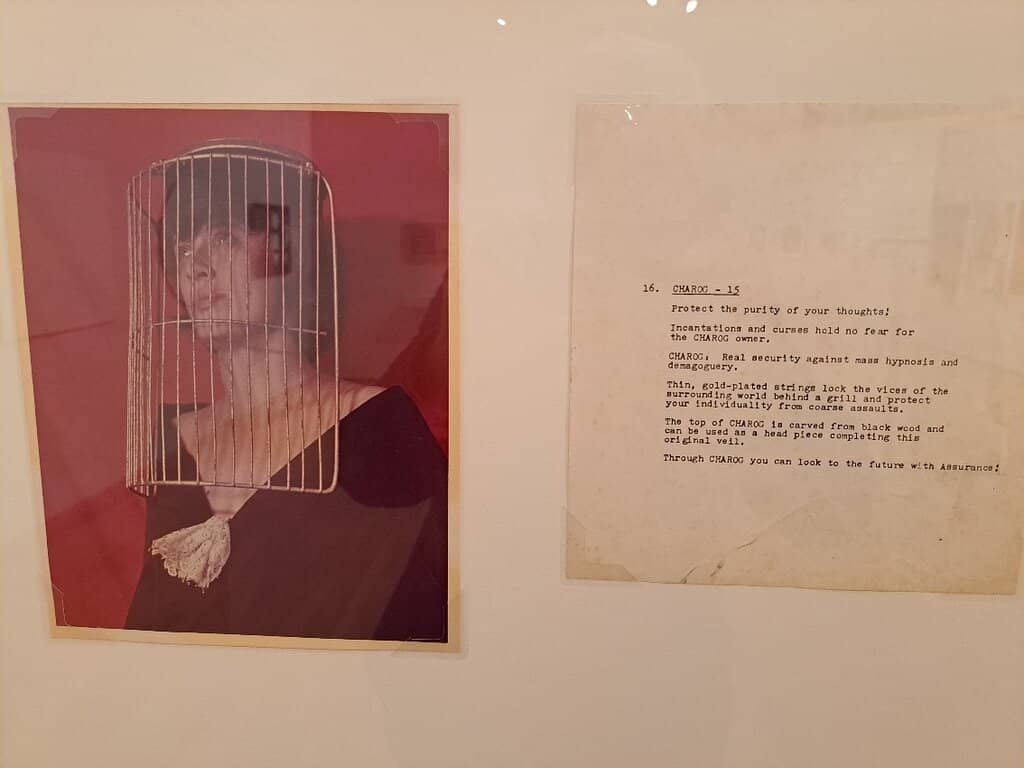 16. CHAROG - 15
Protect the purity of your thoughts!
Incantations and curses hold no fear for
the CHAROG owner.
CHAROG: Real security against mass hypnosis and
demagoguery.
Thin, gold-plated strings lock the vices of the
surrounding world behind a grill and protect
your individuality from coarse assaults.
The top of CHAROG is carved from black wood and
can be used as a head piece completing this
original veil.
Through CHAROG you can look to the future with Assurance!